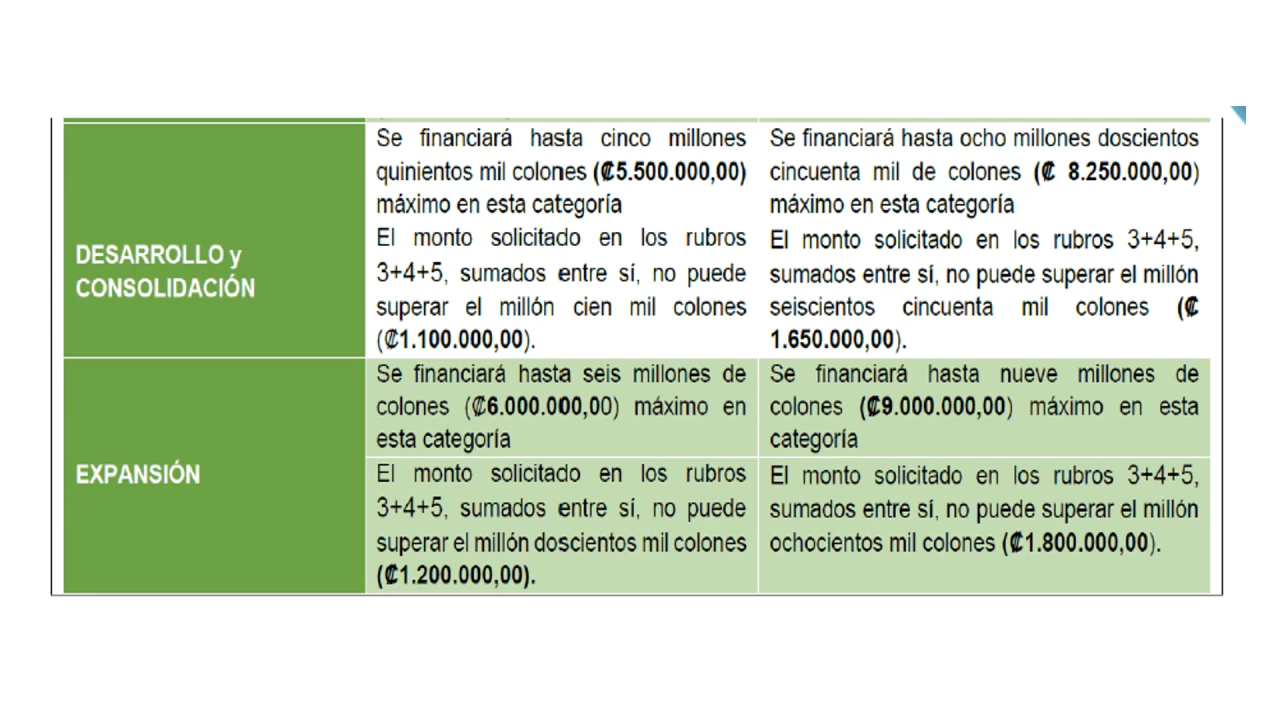 DESARROLLO y
CONSOLIDACIÓN
Se financiará hasta cinco millones
quinientos mil colones (₡5.500.000,00)
máximo en esta categoría
El monto solicitado en los rubros
3+4+5, sumados entre sí, no puede
superar el millón cien mil colones
(₡1.100.000,00).
Se financiará hasta ocho millones doscientos
cincuenta mil de colones (₡ 8.250.000,00)
máximo en esta categoría
El monto solicitado en los rubros 3+4+5,
sumados entre sí, no puede superar el millón
seiscientos cincuenta mil colones (₡
1.650.000,00).
EXPANSIÓN
Se financiará hasta seis millones de
colones (₡6.000.000,00) máximo en
esta categoría
Se financiará hasta nueve millones de
colones (₡9.000.000,00) máximo en esta
categoría
El monto solicitado en los rubros
3+4+5, sumados entre sí, no puede
superar el millón doscientos mil colones
(₡1.200.000,00).
El monto solicitado en los rubros 3+4+5,
sumados entre sí, no puede superar el millón
ochocientos mil colones (₡1.800.000,00).